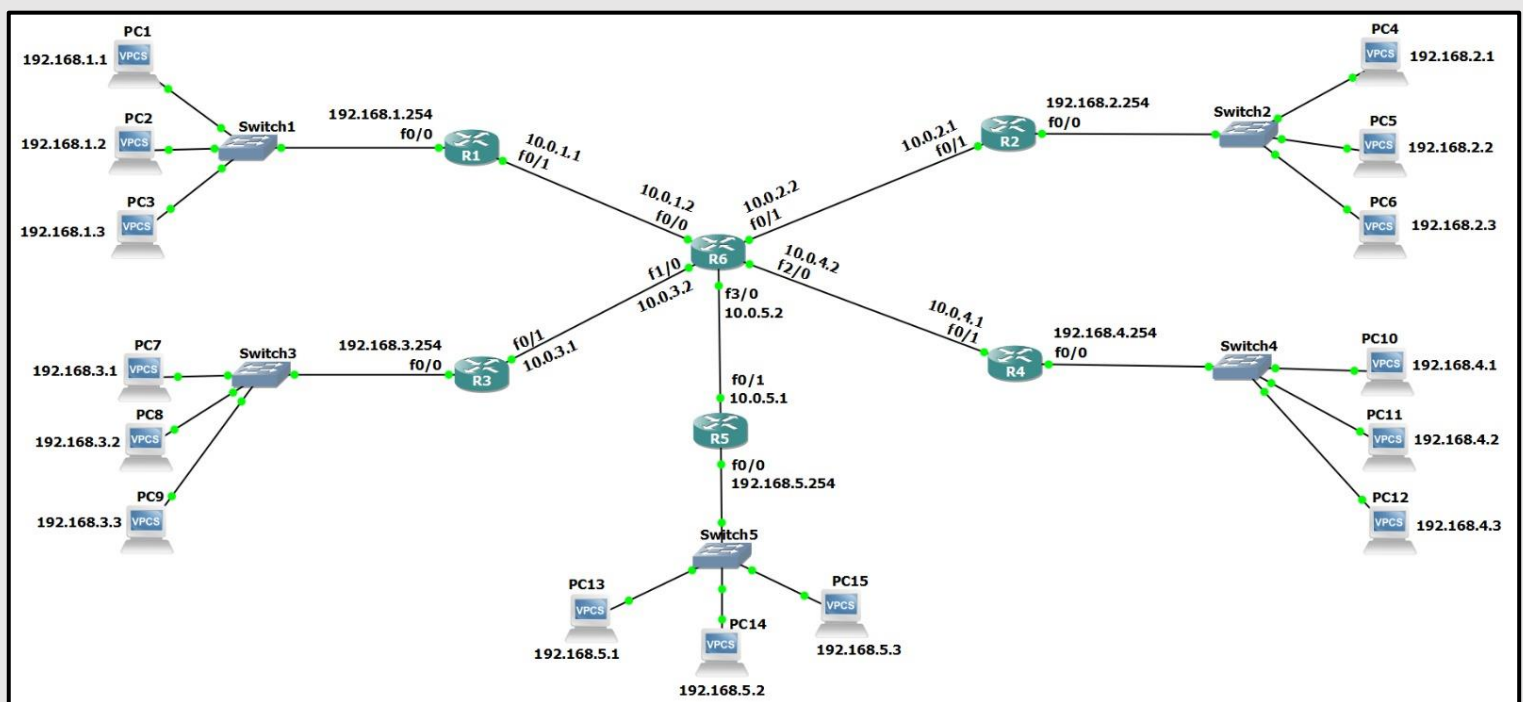 PC1
VPCS
192.168.1.1
PC2
VPCS
192.168.1.2
PC3
VPCS
192.168.1.3
Switch1
192.168.1.254
f0/0
R1
10.0.1.1
f0/1
10.0.1.2
f0/0
PC4
VPCS
192.168.2.1
PC5
VPCS
192.168.2.2
PC6
VPCS
192.168.2.3
Switch2
192.168.2.254
f0/0
R2
10.0.2.1
f0/1
10.0.2.2
f0/1
R6
f1/0
10.0.3.2
10.0.4.2
f2/0
f3/0
10.0.5.2
PC7
VPCS
192.168.3.1
PC8
VPCS
192.168.3.2
PC9
VPCS
192.168.3.3
Switch3
192.168.3.254
f0/0
R3
f0/1
10.0.3.1
10.0.4.1
f0/1
R4
192.168.4.254
f0/0
Switch4
PC10
VPCS
192.168.4.1
PC11
VPCS
192.168.4.2
PC12
VPCS
192.168.4.3
f0/1
10.0.5.1
R5
f0/0
192.168.5.254
Switch5
PC13
VPCS
192.168.5.1
PC14
VPCS
192.168.5.2
PC15
VPCS
192.168.5.3